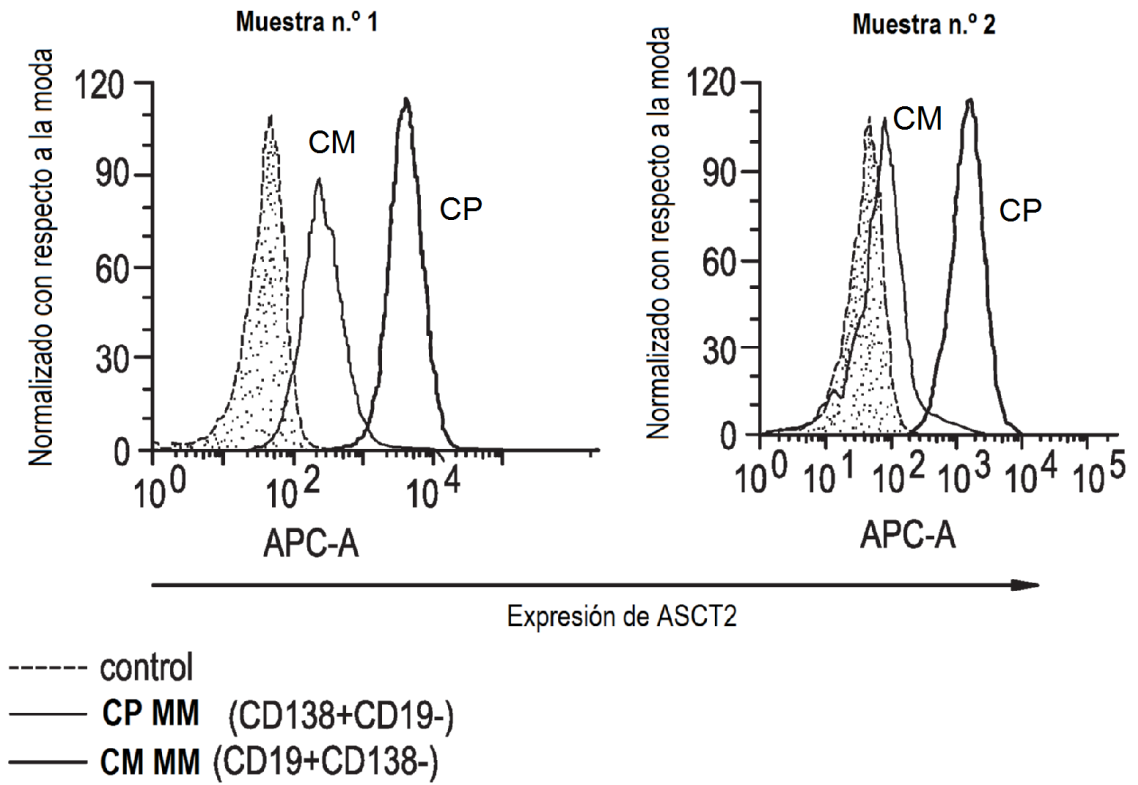 Muestra n.º 1
Normalizado con respecto a la moda
120
90
60
30
0
CM
CP
10^0
10^2
10^4
APC-A
Muestra n.º 2
Normalizado con respecto a la moda
120
90
60
30
0
CM
CP
10^0
10^1
10^2
10^3
10^4
10^5
APC-A
Expresión de ASCT2
control
CP MM (CD138+CD19-)
CM MM (CD19+CD138-)